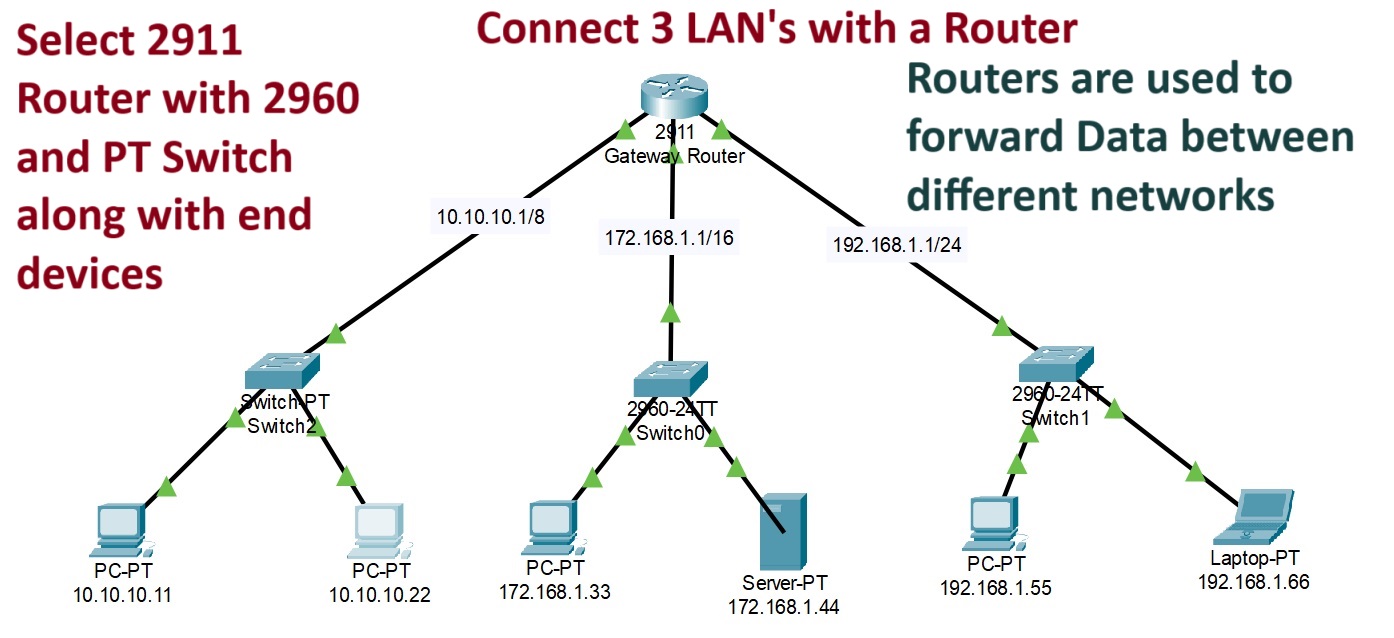 Connect 3 LAN's with a Router
Select 2911
Router with 2960
and PT Switch
along with end
devices
Routers are used to
forward Data between
different networks
2911
Gateway Router
10.10.10.1/8
172.168.1.1/16
192.168.1.1/24
Switch-PT
Switch2
2960-24TT
Switch0
2960-24TT
Switch1
PC-PT
10.10.10.11
PC-PT
10.10.10.22
PC-PT
172.168.1.33
Server-PT
172.168.1.44
PC-PT
192.168.1.55
Laptop-PT
192.168.1.66